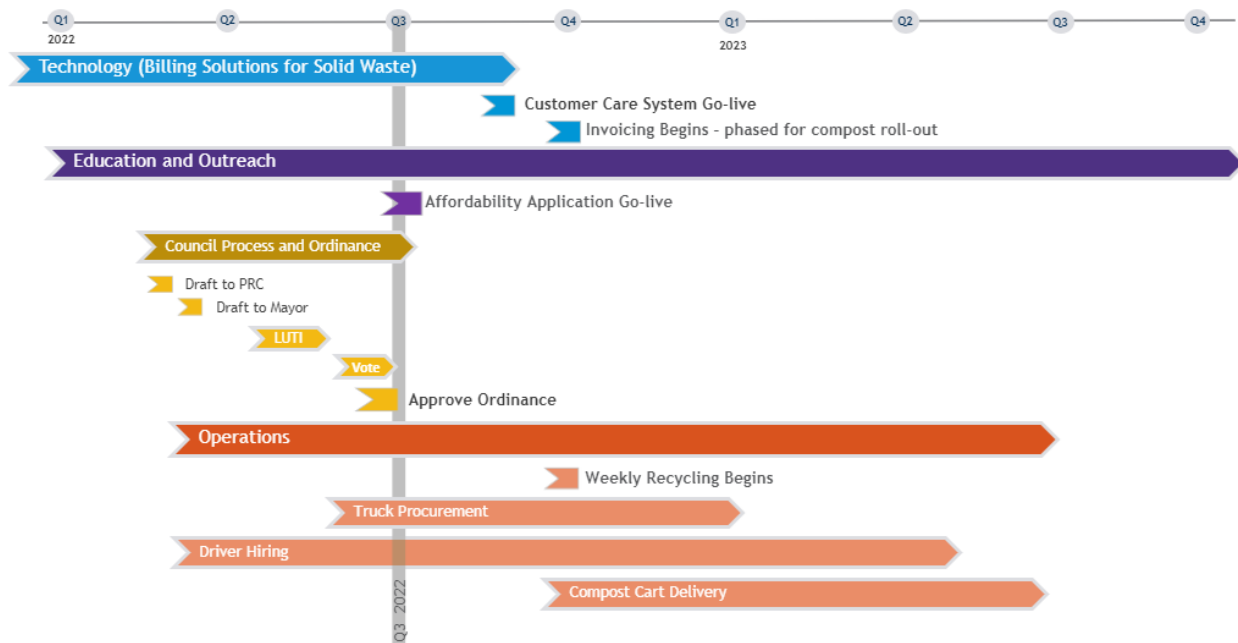 Q1 Q2 Q3 Q4 Q1 Q2 Q3 Q4
2022 2023
Technology (Billing Solutions for Solid Waste)
Customer Care System Go-live
Invoicing Begins - phased for compost roll-out
Education and Outreach
Affordability Application Go-live
Council Process and Ordinance
Draft to PRC
Draft to Mayor
LUTI
Vote
Approve Ordinance
Operations
Weekly Recycling Begins
Truck Procurement
Driver Hiring
Compost Cart Delivery
Q3 2022